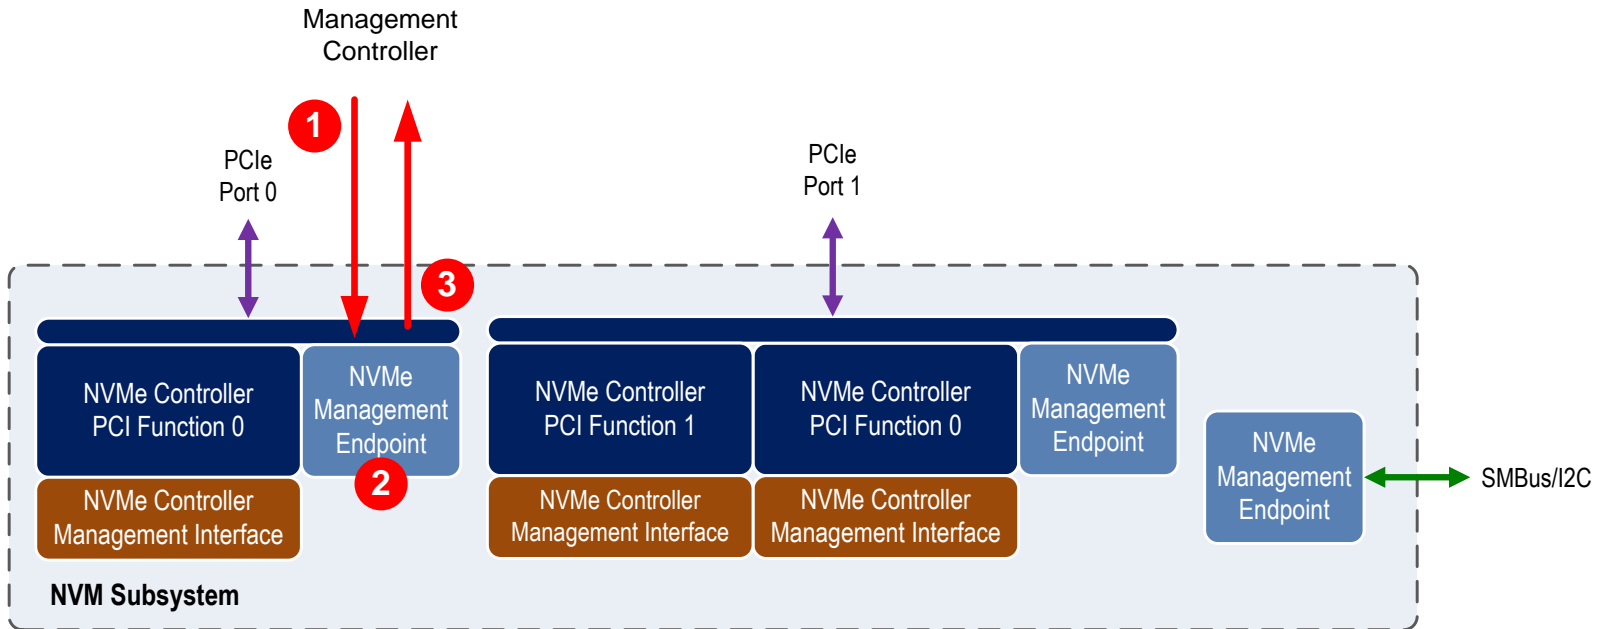 Management
Controller
1
PCIe
Port 0
PCIe
Port 1
3
NVMe Controller
PCI Function 0
NVMe
Management
Endpoint
2
NVMe Controller
Management Interface
NVMe Controller
PCI Function 1
NVMe Controller
PCI Function 0
NVMe
Management
Endpoint
NVMe Controller
Management Interface
NVMe Controller
Management Interface
NVMe
Management
Endpoint
SMBus/I2C
NVM Subsystem